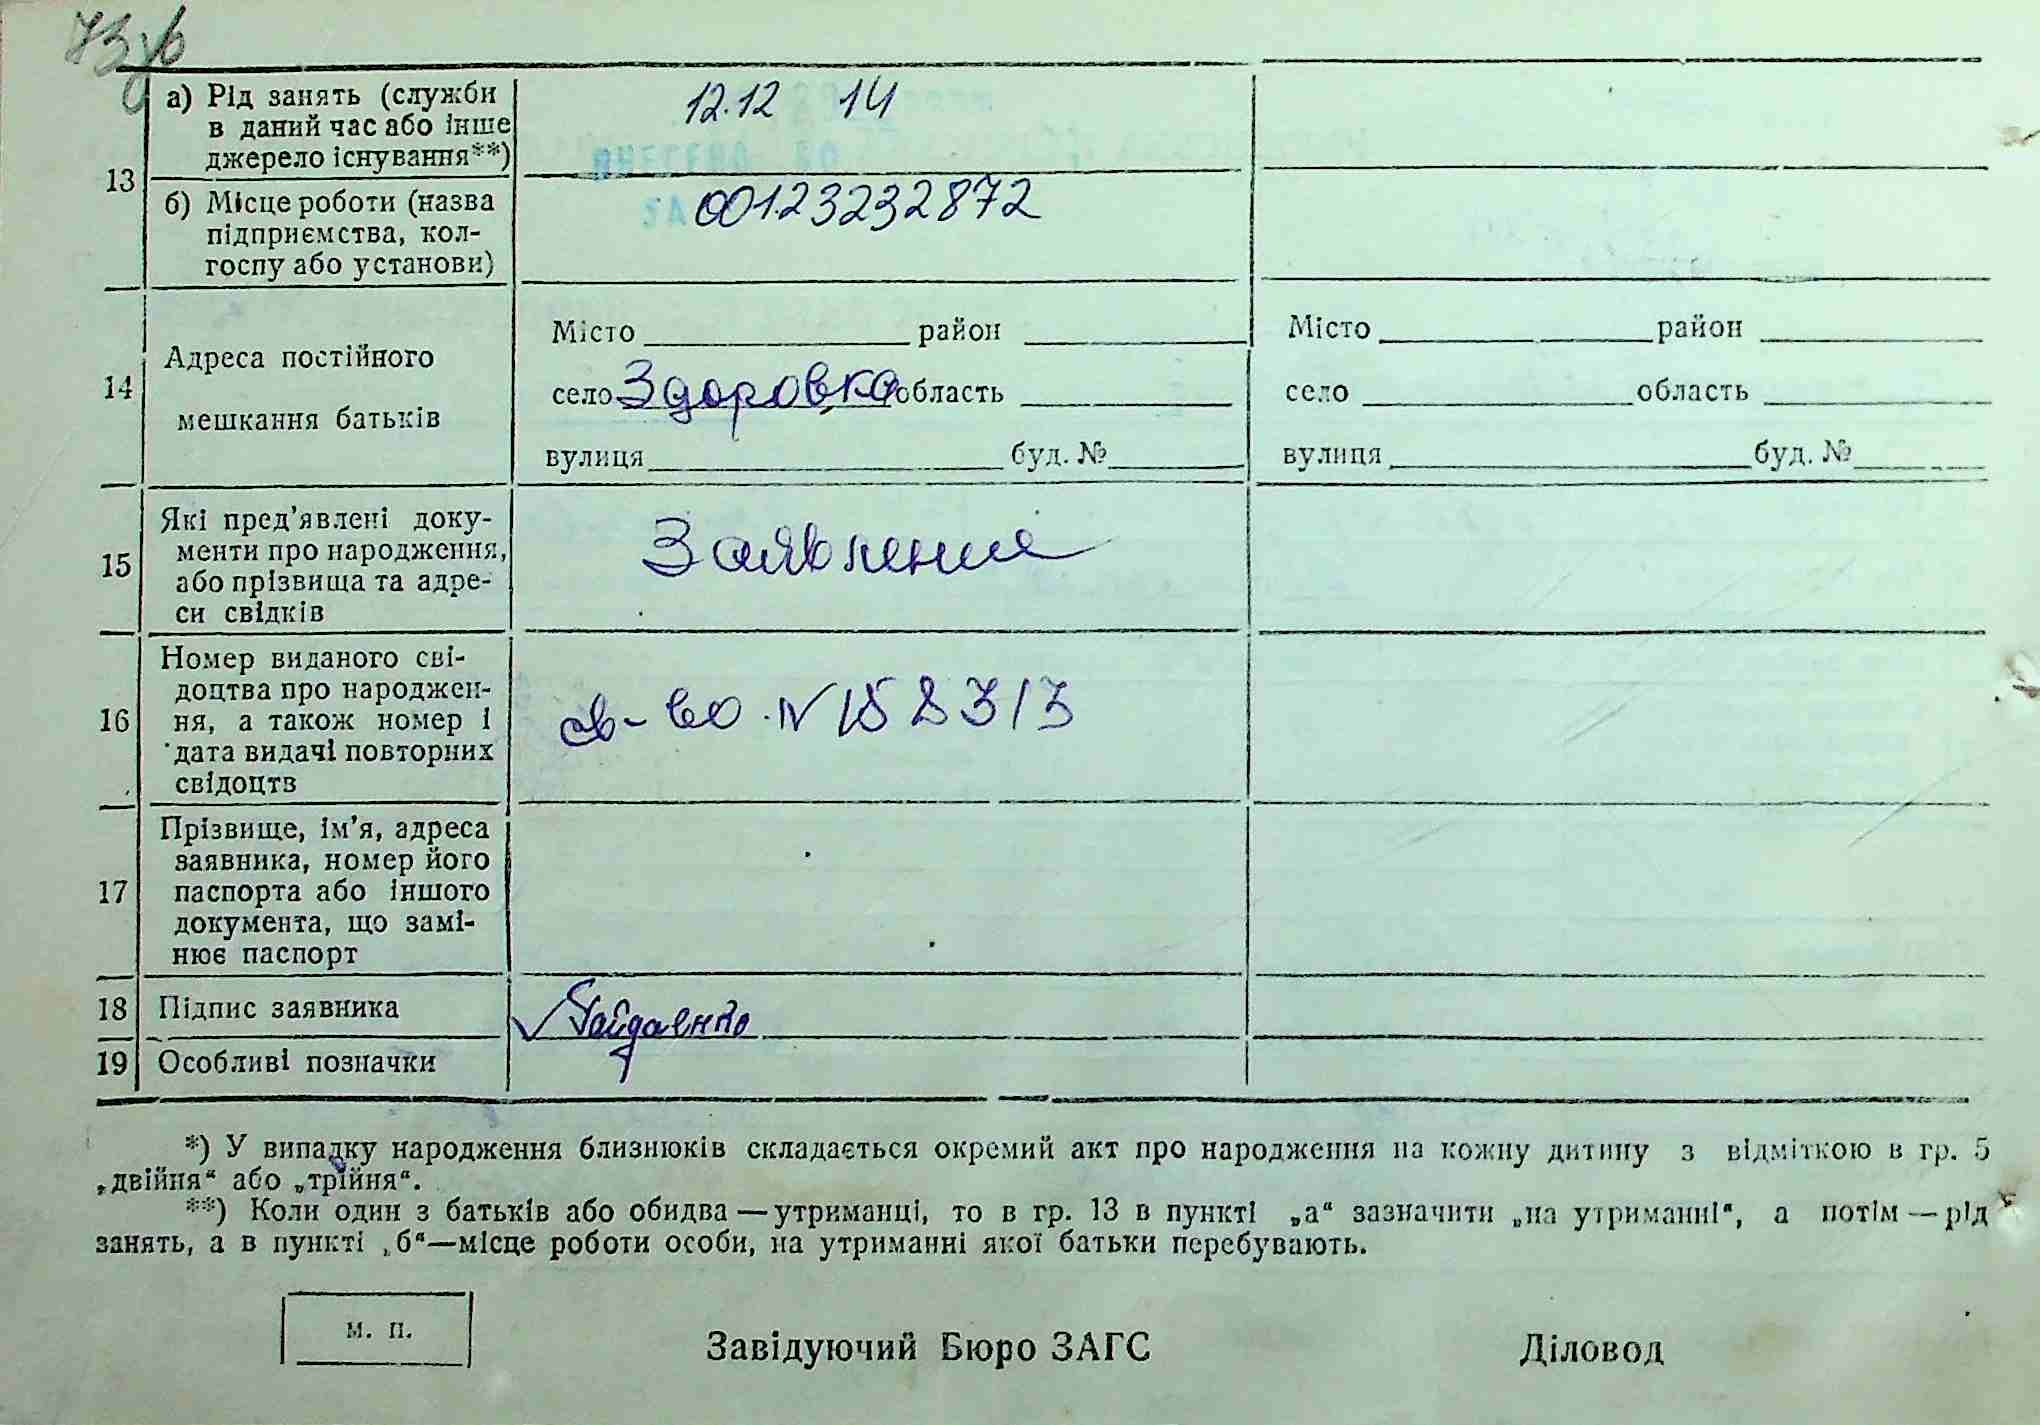 13
а) Рід занять (служби
в даний час або інше
джерело існування**)
12.12 14
ВНЕСЕНО ДО
б) Місце роботи (назва
підприємства, кол-
госпу або установи)
00123232872
14
Адреса постійного
мешкання батьків
Місто район
село Здоровка область
вулиця буд. №
Місто район
село область
вулиця буд. №
15
Які пред'явлені доку-
менти про народження,
або прізвища та адре-
си свідків
Заявление
16
Номер виданого сві-
доцтва про народжен-
ня, а також номер і
дата видачі повторних
свідоцтв
св-во N 158313
17
Прізвище, ім'я, адреса
заявника, номер його
паспорта або іншого
документа, що замі-
нює паспорт
18
Підпис заявника
19
Особливі позначки
*) У випадку народження близнюків складається окремий акт про народження на кожну дитину з відміткою в гр. 5
„двійня“ або „трійня“.
**) Коли один з батьків або обидва — утриманці, то в гр. 13 в пункті „а“ зазначити „на утриманні“, а потім — рід
занять, а в пункті „б“—місце роботи особи, на утриманні якої батьки перебувають.
м. п.
Завідуючий Бюро ЗАГС
Діловод